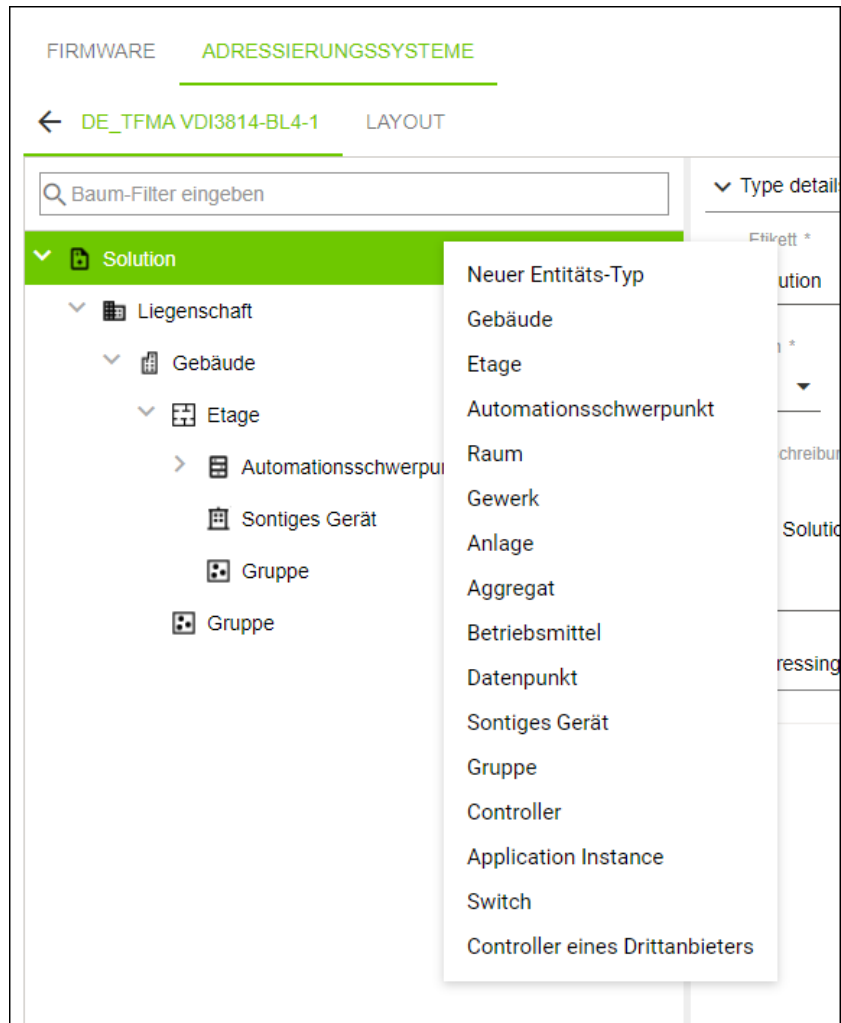 FIRMWARE ADRESSIERUNGSSYSTEME
DE_TFMA VDI3814-BL4-1 LAYOUT
Baum-Filter eingeben
Type details
Etikett *
Solution
ution
Liegenschaft
Gebäude
Etage
Automationsschwerpu
Sontiges Gerät
Gruppe
Gruppe
Neuer Entitäts-Typ
Gebäude
Etage
Automationsschwerpunkt
Raum
Gewerk
Anlage
Aggregat
Betriebsmittel
Datenpunkt
Sontiges Gerät
Gruppe
Controller
Application Instance
Switch
Controller eines Drittanbieters
*
chreibun
Solutio
ressing